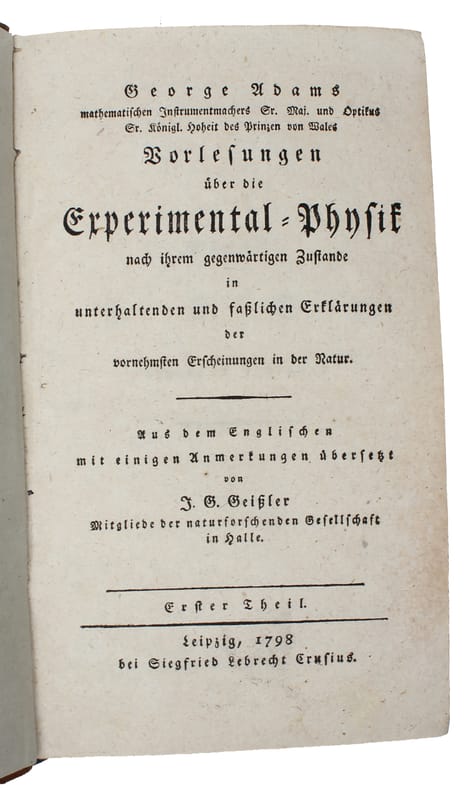 George Adams
mathematischen Instrumentmachers Sr. Maj. und Optikus
Sr. Königl. Hoheit des Prinzen von Wales
Vorlesungen
über die
Experimental-Physik
nach ihrem gegenwärtigen Zustande
in
unterhaltenden und faßlichen Erklärungen
der
vornehmsten Erscheinungen in der Natur.
Aus dem Englischen
mit einigen Anmerkungen übersetzt
von
J. G. Geißler
Mitgliede der naturforschenden Gesellschaft
in Halle.
Erster Theil.
Leipzig, 1798
bei Siegfried Lebrecht Crusius.